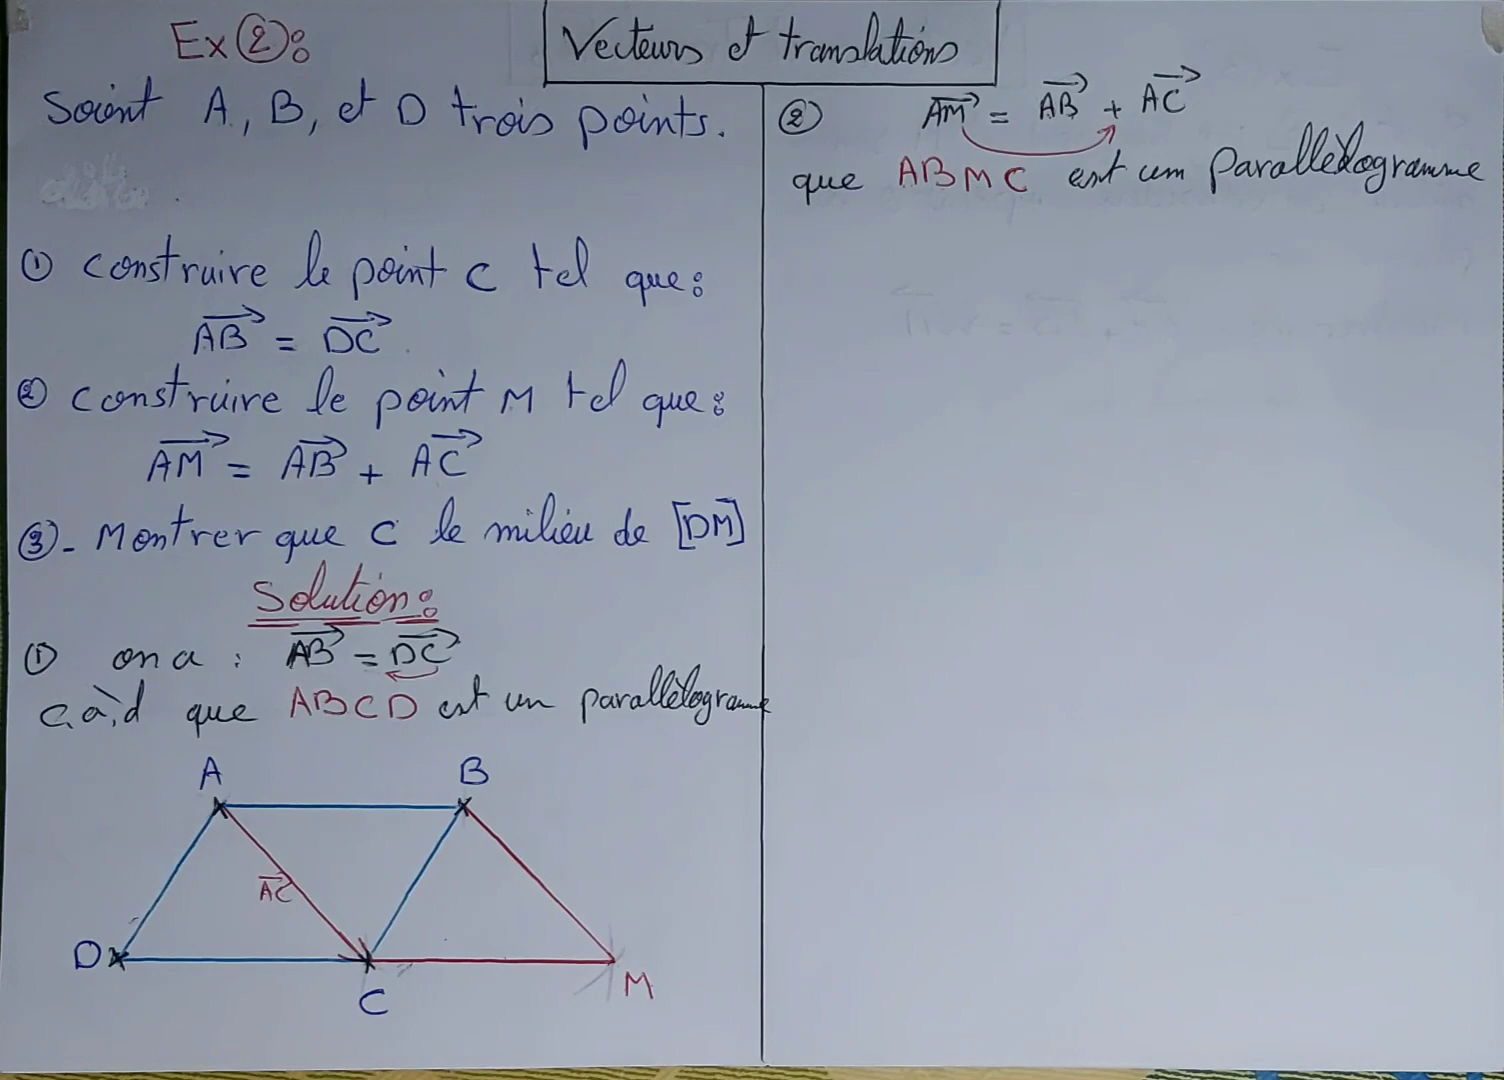 Ex ②:
Vecteurs et translations
Soient A, B, et D trois points.
① Construire le point C tel que:
AB⃗ = DC⃗
② Construire le point M tel que:
AM⃗ = AB⃗ + AC⃗
③- Montrer que C le milieu de [DM]
Solution:
① on a : AB⃗ = DC⃗
c.à.d que ABCD est un parallèlogramme
A
B
AC⃗
D
C
M
② AM⃗ = AB⃗ + AC⃗
que ABMC est un parallèlogramme